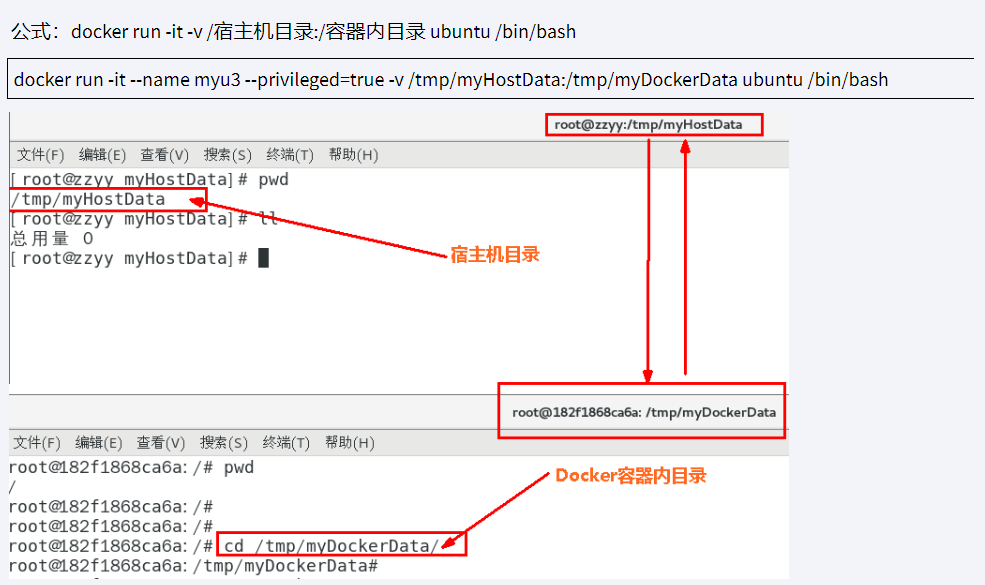 公式：docker run -it -v /宿主机目录:/容器内目录 ubuntu /bin/bash
docker run -it --name myu3 --privileged=true -v /tmp/myHostData:/tmp/myDockerData ubuntu /bin/bash
root@zzyy:/tmp/myHostData
文件(F) 编辑(E) 查看(V) 搜索(S) 终端(T) 帮助(H)
[root@zzyy myHostData]# pwd
/tmp/myHostData
[root@zzyy myHostData]# ll
总用量 0
[root@zzyy myHostData]#
宿主机目录
root@182f1868ca6a: /tmp/myDockerData
文件(F) 编辑(E) 查看(V) 搜索(S) 终端(T) 帮助(H)
root@182f1868ca6a:/# pwd
/
Docker容器内目录
root@182f1868ca6a:/#
root@182f1868ca6a:/#
root@182f1868ca6a:/# cd /tmp/myDockerData/
root@182f1868ca6a:/tmp/myDockerData#